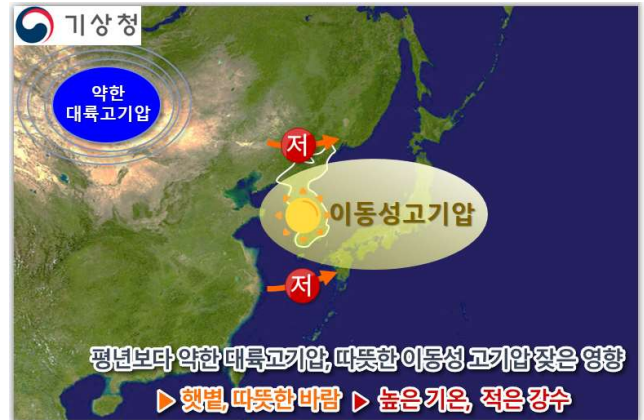 기상청
약한
대륙고기압
저
이동성고기압
저
평년보다 약한 대륙고기압, 따뜻한 이동성 고기압 잦은 영향
▶ 햇볕, 따뜻한 바람 ▶ 높은 기온, 적은 강수